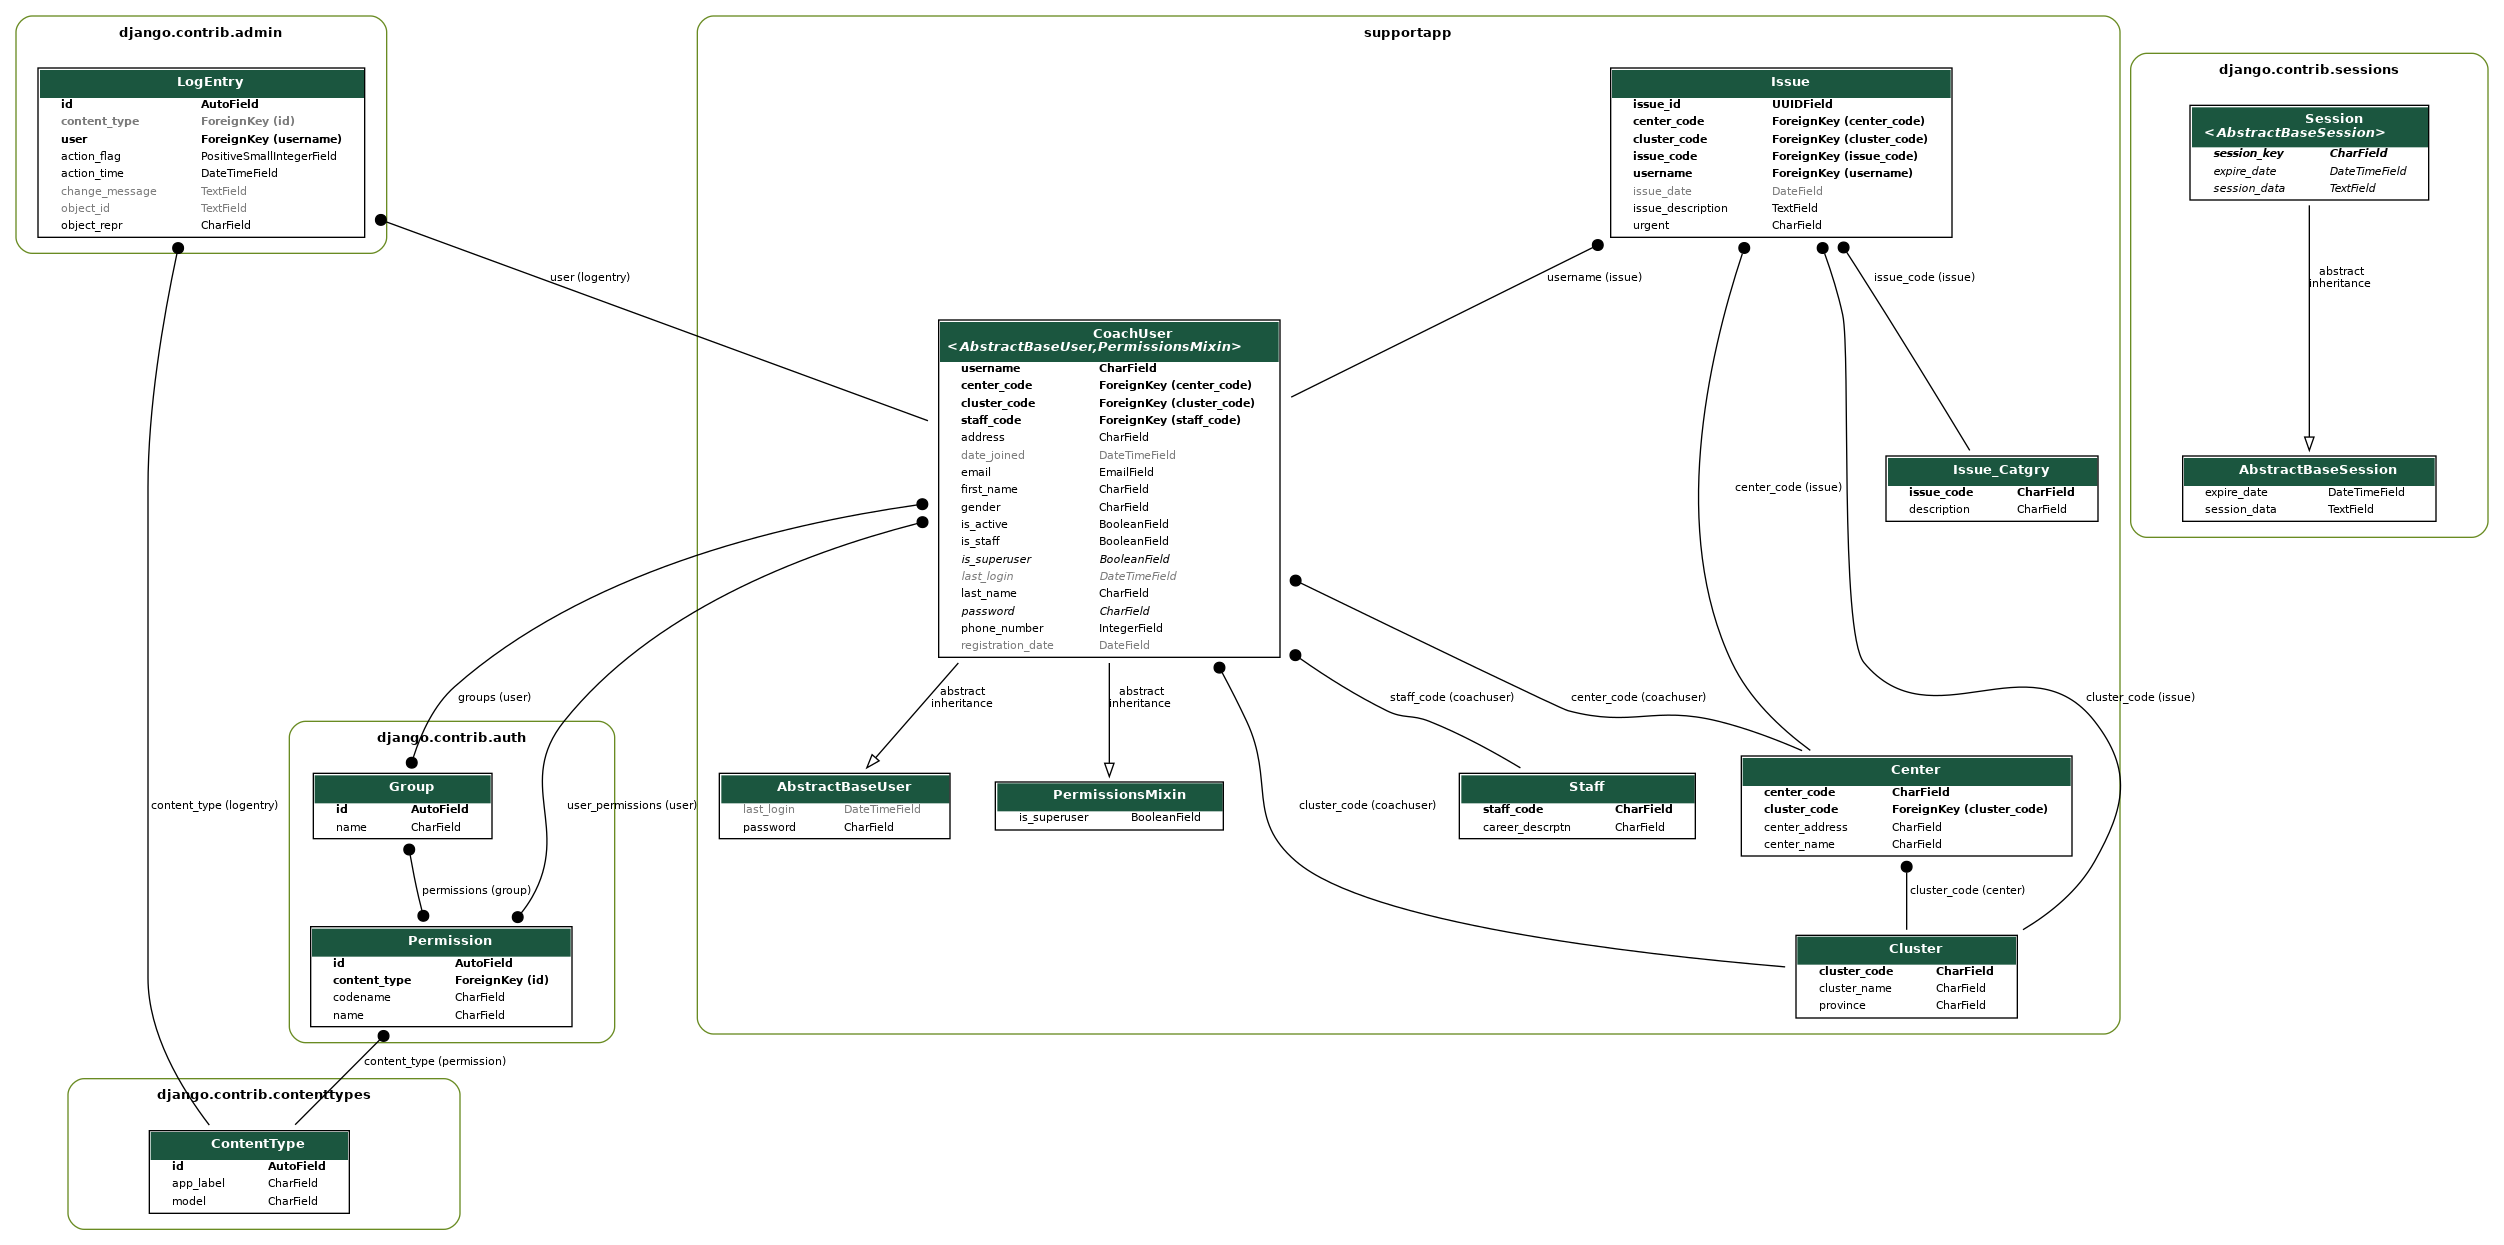 django.contrib.admin
LogEntry
id AutoField
content_type ForeignKey (id)
user ForeignKey (username)
action_flag PositiveSmallIntegerField
action_time DateTimeField
change_message TextField
object_id TextField
object_repr CharField
supportapp
Issue
issue_id UUIDField
center_code ForeignKey (center_code)
cluster_code ForeignKey (cluster_code)
issue_code ForeignKey (issue_code)
username ForeignKey (username)
issue_date DateField
issue_description TextField
urgent CharField
django.contrib.sessions
Session
<AbstractBaseSession>
session_key CharField
expire_date DateTimeField
session_data TextField
user (logentry)
username (issue)
issue_code (issue)
abstract
inheritance
CoachUser
<AbstractBaseUser,PermissionsMixin>
username CharField
center_code ForeignKey (center_code)
cluster_code ForeignKey (cluster_code)
staff_code ForeignKey (staff_code)
address CharField
date_joined DateTimeField
email EmailField
first_name CharField
gender CharField
is_active BooleanField
is_staff BooleanField
is_superuser BooleanField
last_login DateTimeField
last_name CharField
password CharField
phone_number IntegerField
registration_date DateField
center_code (issue)
Issue_Catgry
issue_code CharField
description CharField
AbstractBaseSession
expire_date DateTimeField
session_data TextField
groups (user)
abstract
inheritance
abstract
inheritance
staff_code (coachuser)
center_code (coachuser)
cluster_code (issue)
django.contrib.auth
Group
id AutoField
name CharField
content_type (logentry)
user_permissions (user)
AbstractBaseUser
last_login DateTimeField
password CharField
PermissionsMixin
is_superuser BooleanField
cluster_code (coachuser)
Staff
staff_code CharField
career_descrptn CharField
Center
center_code CharField
cluster_code ForeignKey (cluster_code)
center_address CharField
center_name CharField
permissions (group)
cluster_code (center)
Permission
id AutoField
content_type ForeignKey (id)
codename CharField
name CharField
Cluster
cluster_code CharField
cluster_name CharField
province CharField
content_type (permission)
django.contrib.contenttypes
ContentType
id AutoField
app_label CharField
model CharField